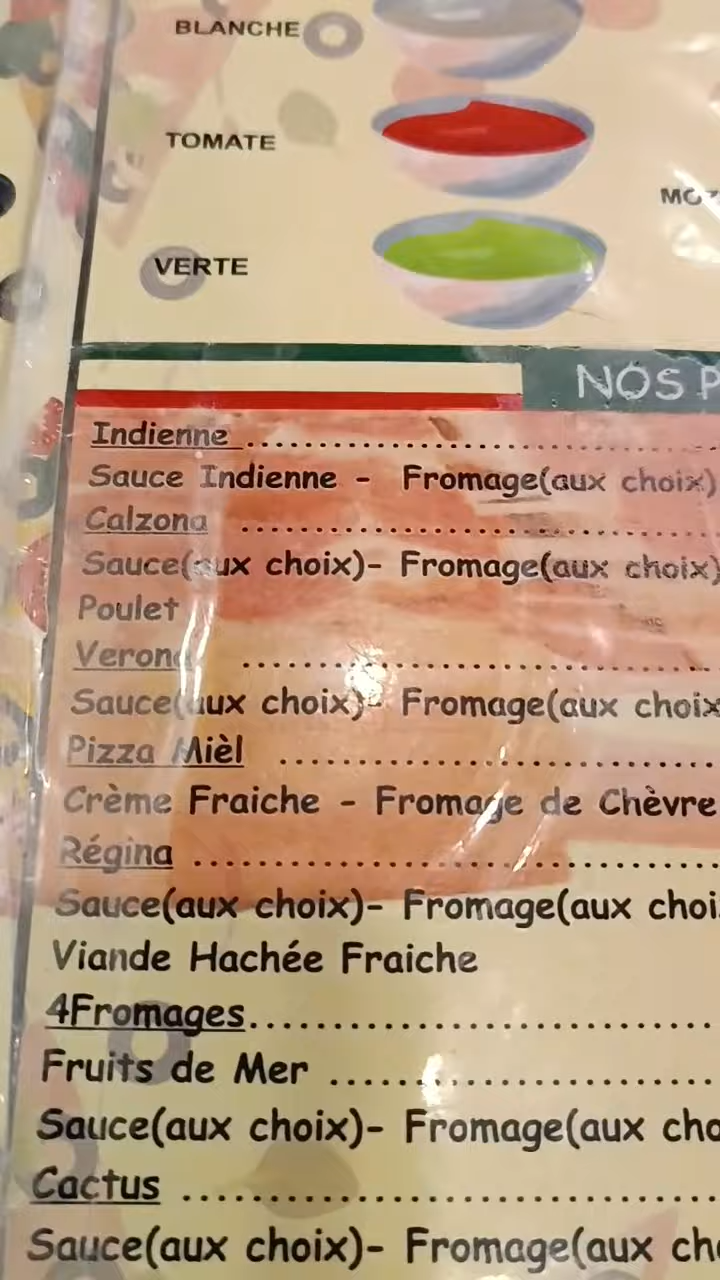 BLANCHE
TOMATE
VERTE
NOS
Indienne ..............................
Sauce Indienne - Fromage(aux choix)
Calzona ..............................
Sauce(aux choix)- Fromage(aux choix)
Poulet
..............................
Sauce(aux choix)- Fromage(aux choix
Pizza Mièl ..............................
Crème Fraiche - Fromage de Chèvre
Régina ..............................
Sauce(aux choix)- Fromage(aux choi
Viande Hachée Fraiche
4Fromages..............................
Fruits de Mer ..............................
Sauce(aux choix)- Fromage(aux cho
Cactus ..............................
Sauce(aux choix)- Fromage(aux ch